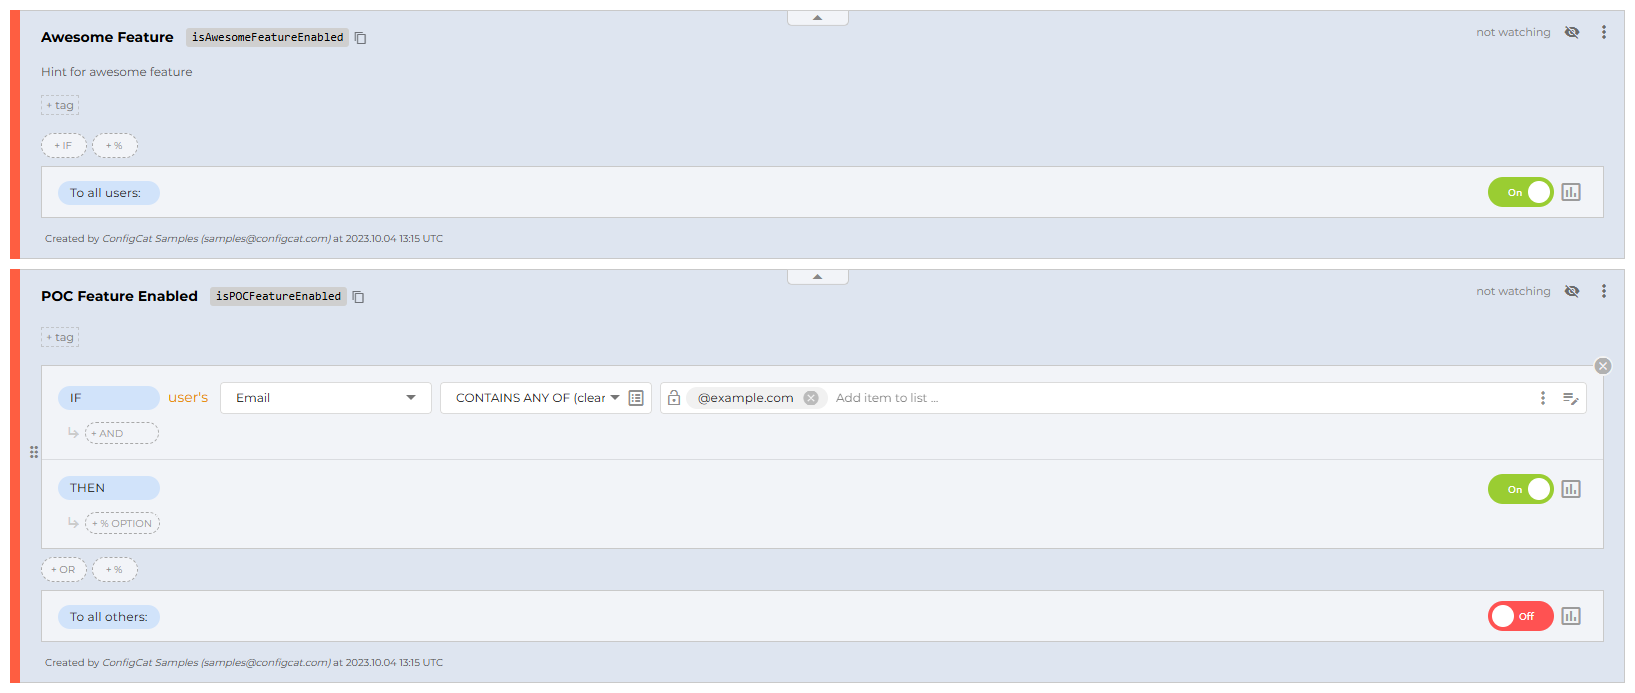 Awesome Feature isAwesomeFeatureEnabled not watching
Hint for awesome feature
+ tag
+ IF + %
To all users: On
Created by ConfigCat Samples (samples@configcat.com) at 2023.10.04 13:15 UTC
POC Feature Enabled isPOCFeatureEnabled not watching
+ tag
IF user's Email CONTAINS ANY OF (clear @example.com Add item to list ...
+ AND
THEN On
+ % OPTION
+ OR + %
To all others: Off
Created by ConfigCat Samples (samples@configcat.com) at 2023.10.04 13:15 UTC